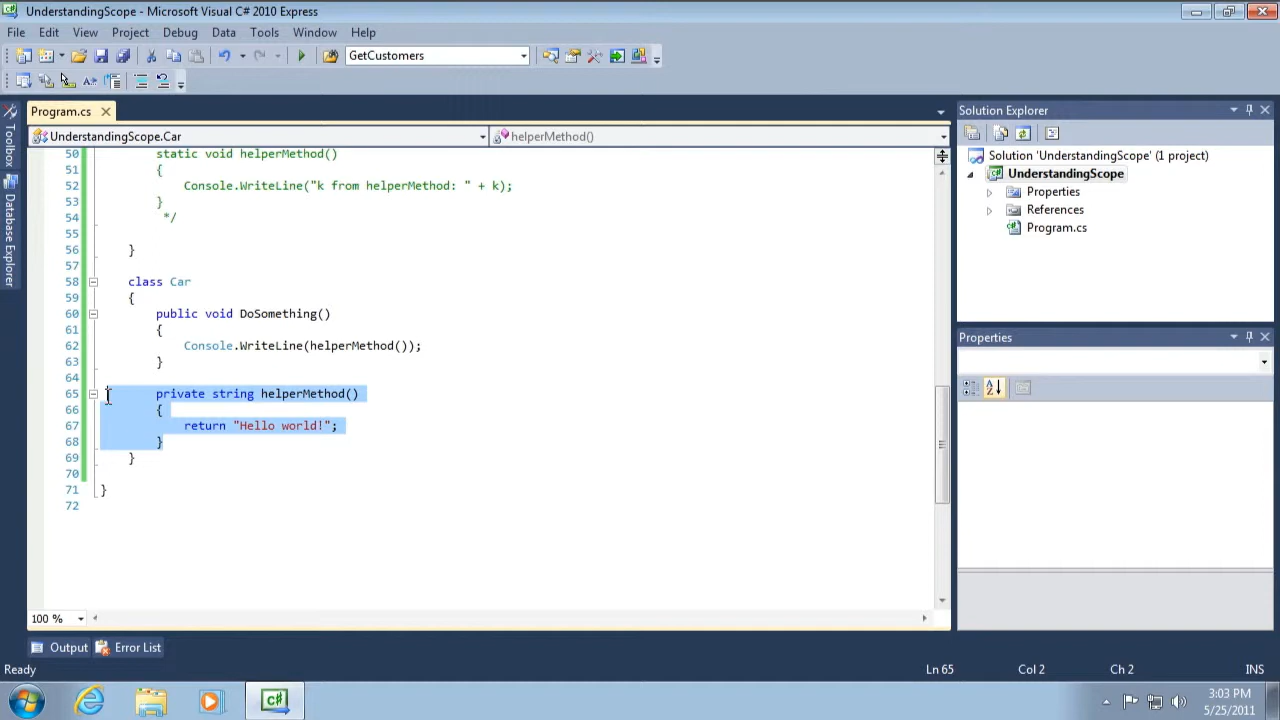 UnderstandingScope - Microsoft Visual C# 2010 Express
File Edit View Project Debug Data Tools Window Help
GetCustomers
Program.cs
UnderstandingScope.Car
helperMethod()
Toolbox
Database Explorer
50 static void helperMethod()
51 {
52 Console.WriteLine("k from helperMethod: " + k);
53 }
54 */
55
56 }
57
58 class Car
59 {
60 public void DoSomething()
61 {
62 Console.WriteLine(helperMethod());
63 }
64
65 private string helperMethod()
66 {
67 return "Hello world!";
68 }
69 }
70
71 }
72
100 %
Solution Explorer
Solution 'UnderstandingScope' (1 project)
UnderstandingScope
Properties
References
Program.cs
Properties
Output Error List
Ready Ln 65 Col 2 Ch 2 INS
3:03 PM
5/25/2011